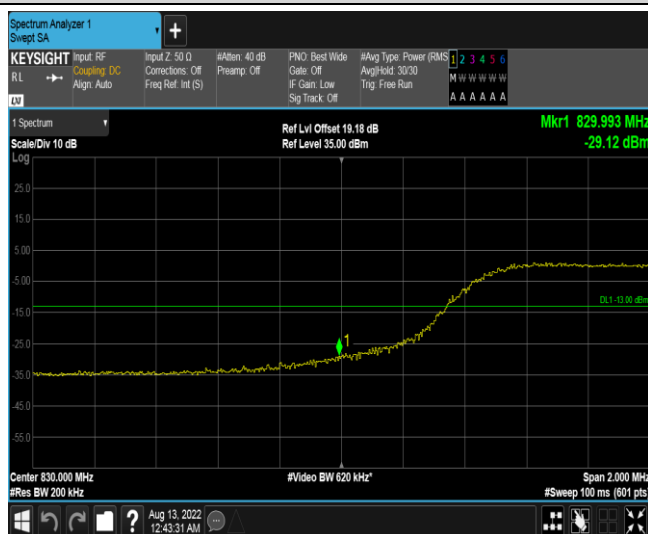 Spectrum Analyzer 1
Swept SA
KEYSIGHT
RL
Input: RF
Coupling: DC
Align: Auto
Input Z: 50 Ω
Corrections: Off
Freq Ref: Int (S)
#Atten: 40 dB
Preamp: Off
PNO: Best Wide
Gate: Off
IF Gain: Low
Sig Track: Off
#Avg Type: Power (RMS
Avg|Hold: 30/30
Trig: Free Run
1 2 3 4 5 6
M W W W W W
A A A A A A
LXI
1 Spectrum
Scale/Div 10 dB
Ref Lvl Offset 19.18 dB
Ref Level 35.00 dBm
Mkr1 829.993 MHz
-29.12 dBm
Log
25.0
15.0
5.00
-5.00
DL1 -13.00 dBm
-15.0
1
-25.0
-35.0
-45.0
-55.0
Center 830.000 MHz
#Res BW 200 kHz
#Video BW 620 kHz*
Span 2.000 MHz
#Sweep 100 ms (601 pts)
Aug 13, 2022
12:43:31 AM